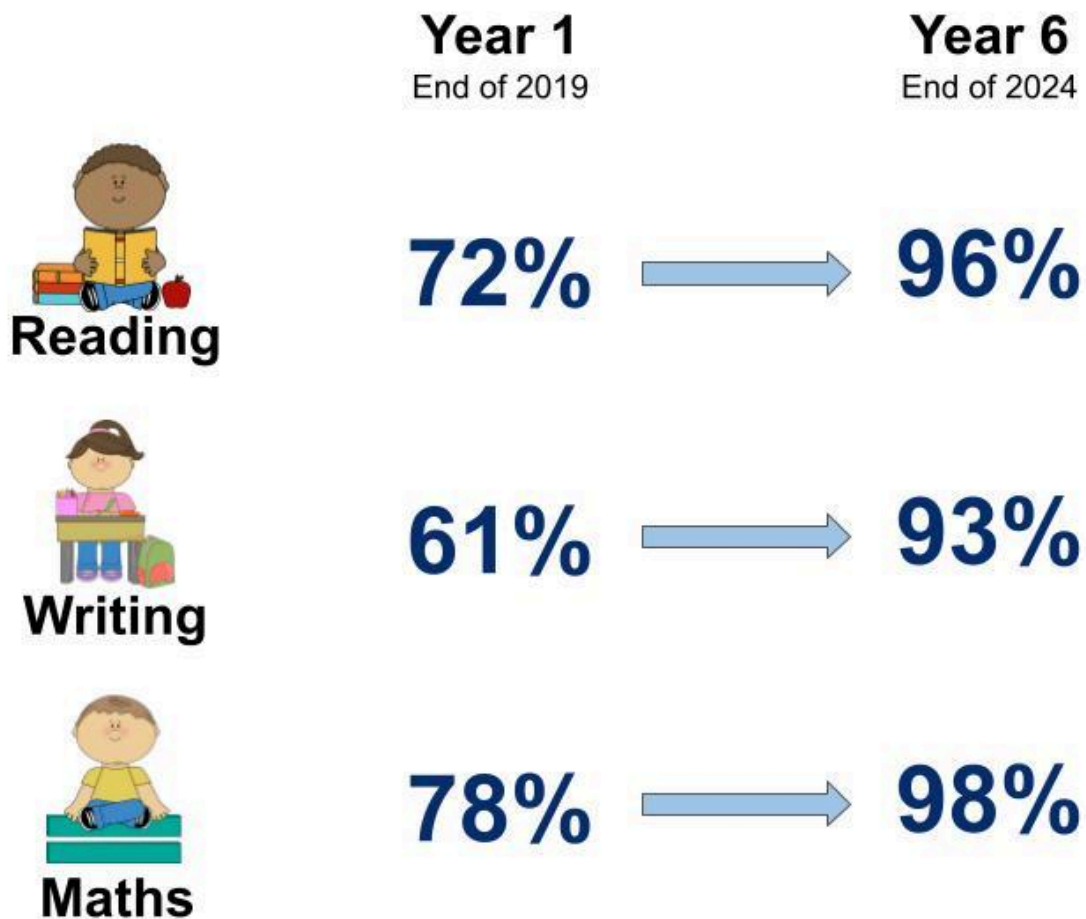 Year 1
End of 2019
Year 6
End of 2024
Reading
72%
96%
Writing
61%
93%
Maths
78%
98%